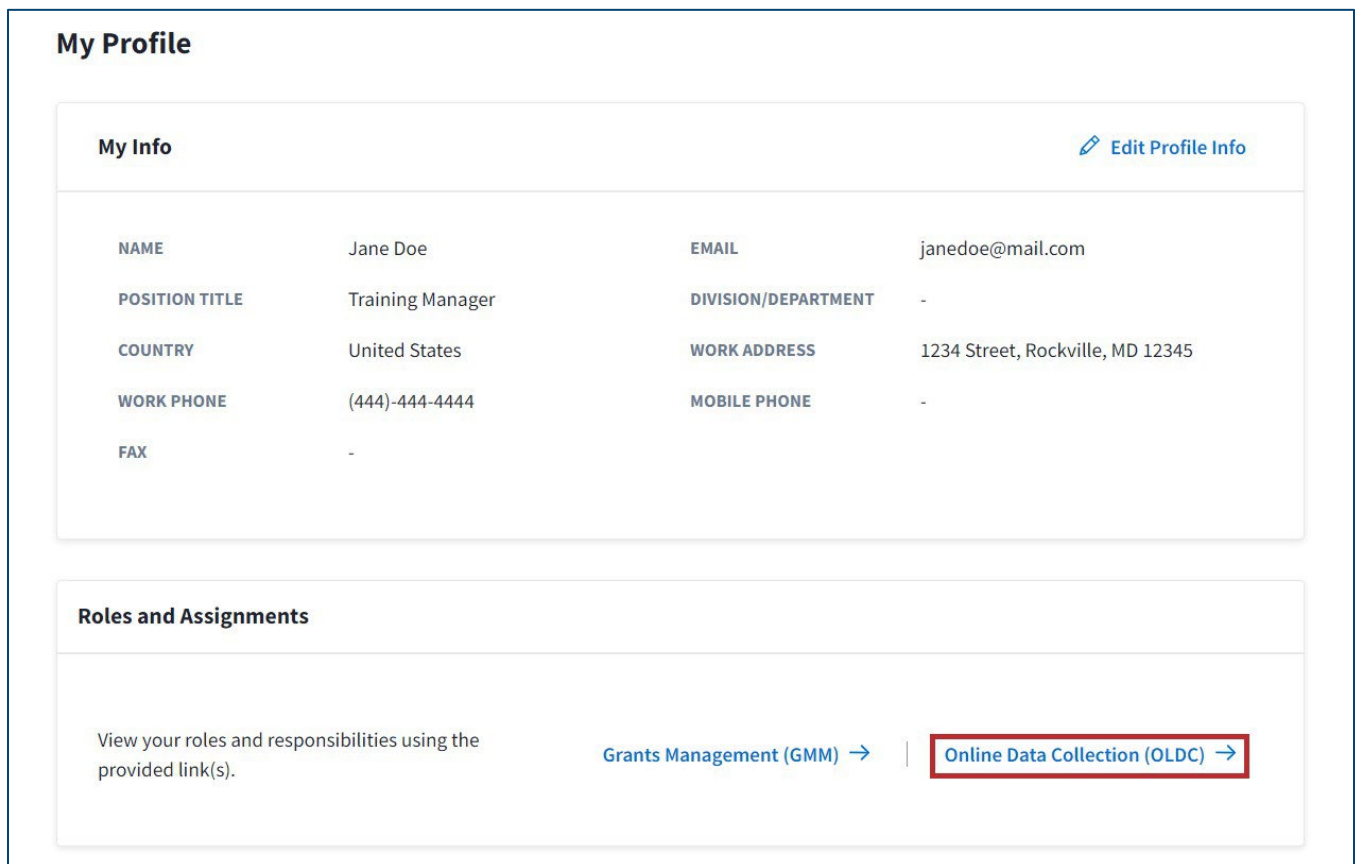 My Profile
My Info
Edit Profile Info
NAME Jane Doe EMAIL janedoe@mail.com
POSITION TITLE Training Manager DIVISION/DEPARTMENT -
COUNTRY United States WORK ADDRESS 1234 Street, Rockville, MD 12345
WORK PHONE (444)-444-4444 MOBILE PHONE -
FAX -
Roles and Assignments
View your roles and responsibilities using the
provided link(s).
Grants Management (GMM) → | Online Data Collection (OLDC) →